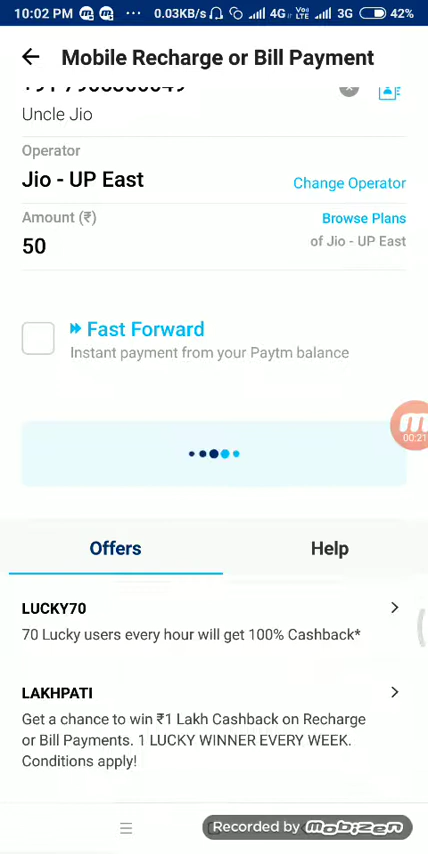 10:02 PM ... 0.03KB/s 4G VoLTE 3G 42%
Mobile Recharge or Bill Payment
Uncle Jio
Operator
Jio - UP East
Change Operator
Amount (₹)
Browse Plans
50
of Jio - UP East
Fast Forward
Instant payment from your Paytm balance
00:21
Offers
Help
LUCKY70
70 Lucky users every hour will get 100% Cashback*
LAKHPATI
Get a chance to win ₹1 Lakh Cashback on Recharge
or Bill Payments. 1 LUCKY WINNER EVERY WEEK.
Conditions apply!
Recorded by MOBIZEN